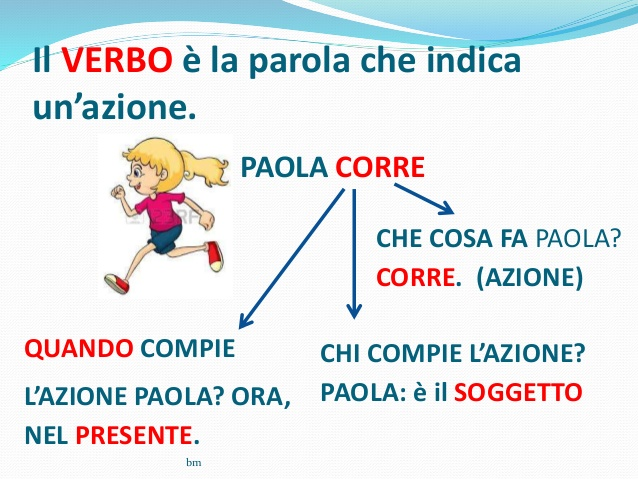 Il VERBO è la parola che indica
un’azione.
PAOLA CORRE
CHE COSA FA PAOLA?
CORRE. (AZIONE)
QUANDO COMPIE
L’AZIONE PAOLA? ORA,
NEL PRESENTE.
CHI COMPIE L’AZIONE?
PAOLA: è il SOGGETTO
bm